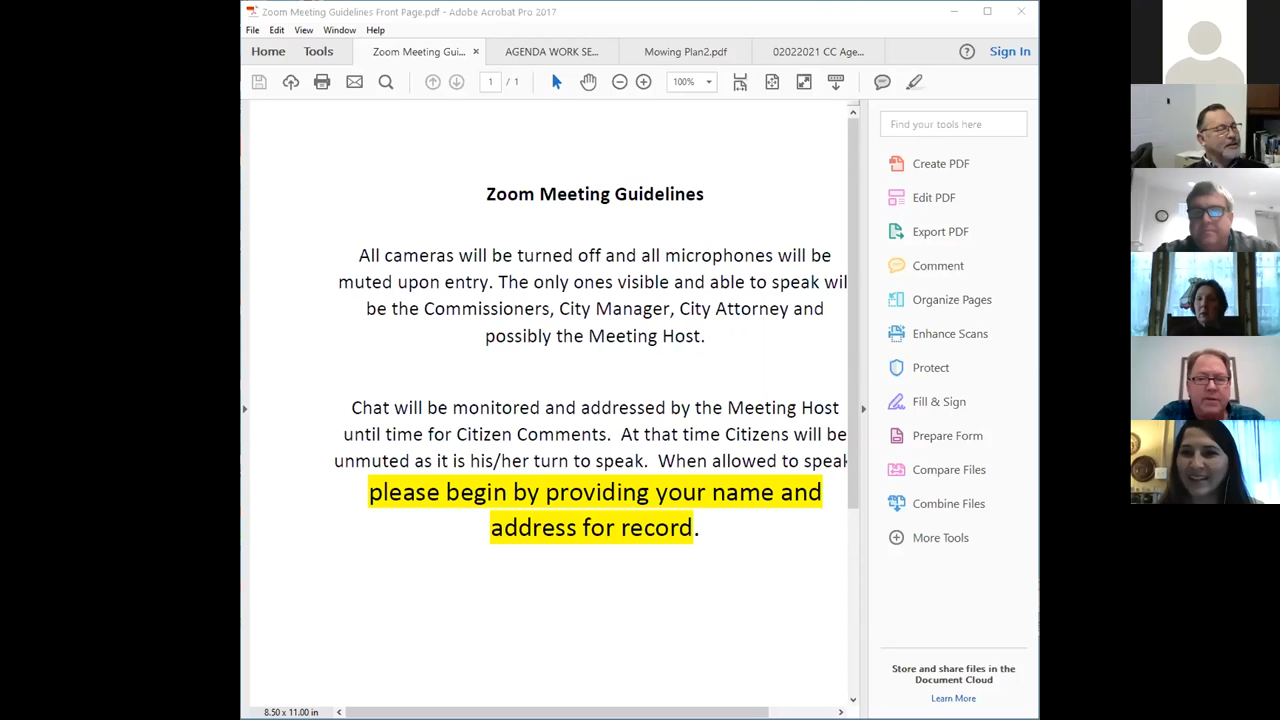 Zoom Meeting Guidelines Front Page.pdf - Adobe Acrobat Pro 2017
File Edit View Window Help
Home Tools Zoom Meeting Gui... × AGENDA WORK SE... Mowing Plan2.pdf 02022021 CC Age... Sign In
1 / 1 100%
Zoom Meeting Guidelines
All cameras will be turned off and all microphones will be
muted upon entry. The only ones visible and able to speak will
be the Commissioners, City Manager, City Attorney and
possibly the Meeting Host.
Chat will be monitored and addressed by the Meeting Host
until time for Citizen Comments. At that time Citizens will be
unmuted as it is his/her turn to speak. When allowed to speak
please begin by providing your name and
address for record.
8.50 x 11.00 in
Find your tools here
Create PDF
Edit PDF
Export PDF
Comment
Organize Pages
Enhance Scans
Protect
Fill & Sign
Prepare Form
Compare Files
Combine Files
More Tools
Store and share files in the
Document Cloud
Learn More